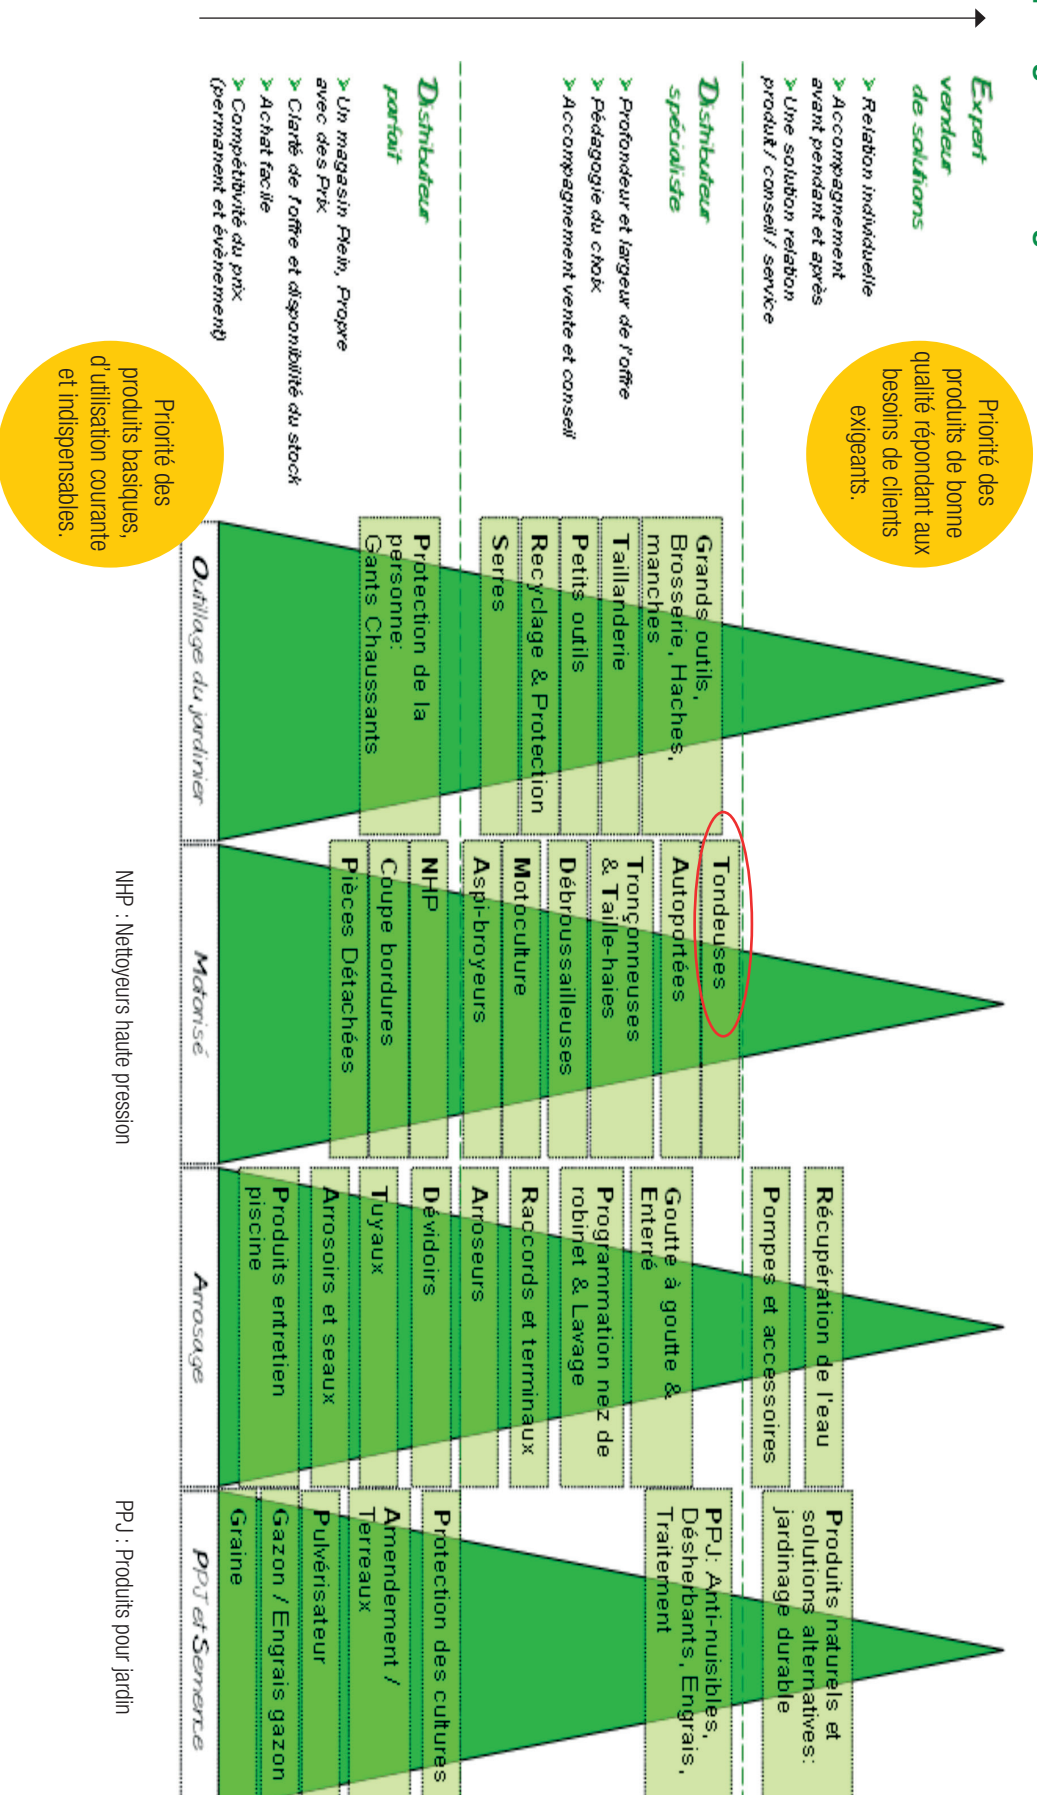 Expert
vendeur
de solutions
➢ Relation individuelle
➢ Accompagnement
avant pendant et après
➢ Une solution relation
produit / conseil / service
Priorité des
produits de bonne
qualité répondant aux
besoins de clients
exigeants.
Distributeur
spécialiste
➢ Profondeur et largeur de l'offre
➢ Pédagogie du choix
➢ Accompagnement vente et conseil
Distributeur
parfait
➢ Un magasin Plein, Propre
avec des Prix
➢ Clarté de l'offre et disponibilité du stock
➢ Achat facile
➢ Compétitivité du prix
(permanent et évènement)
Priorité des
produits basiques,
d'utilisation courante
et indispensables.
Grands outils,
Brosserie, Haches,
manches
Taillanderie
Petits outils
Recyclage & Protection
Serres
Protection de la
personne:
Gants Chaussants
Outillage du jardinier
Tondeuses
Autoportées
Tronçonneuses
& Taille-haies
Débroussailleuses
Motoculture
Aspi-broyeurs
NHP
Coupe bordures
Pièces Détachées
Motorisé
Récupération de l'eau
Pompes et accessoires
Goutte à goutte &
Enterré
Programmation nez de
robinet & Lavage
Raccords et terminaux
Arroseurs
Dévidoirs
Tuyaux
Arrosoirs et seaux
Produits entretien
piscine
Arrosage
Produits naturels et
solutions alternatives:
jardinage durable
PPJ: Anti-nuisibles,
Désherbants, Engrais,
Traitement
Protection des cultures
Amendement /
Terreaux
Pulvérisateur
Gazon / Engrais gazon
Graine
PPJ et Semence
NHP : Nettoyeurs haute pression
PPJ : Produits pour jardin